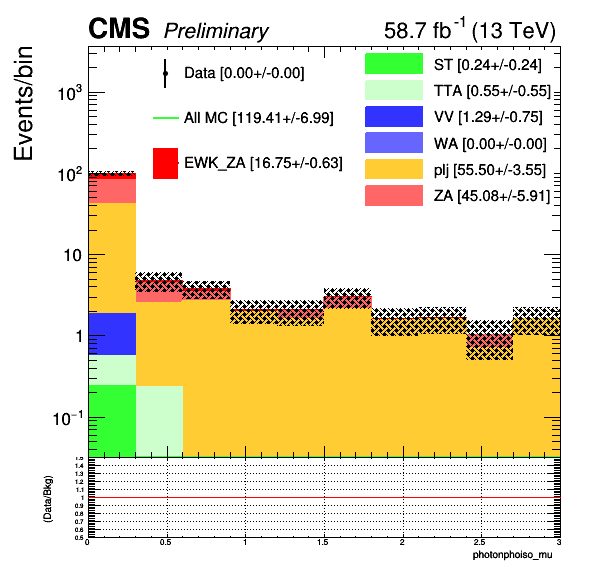 CMS Preliminary 58.7 fb⁻¹ (13 TeV)
Events/bin
Data [0.00+/-0.00]
All MC [119.41+/-6.99]
EWK_ZA [16.75+/-0.63]
ST [0.24+/-0.24]
TTA [0.55+/-0.55]
VV [1.29+/-0.75]
WA [0.00+/-0.00]
plj [55.50+/-3.55]
ZA [45.08+/-5.91]
10³
10²
10
1
10⁻¹
(Data/Bkg)
1.5
1.4
1.3
1.2
1.1
1
0.9
0.8
0.7
0.6
0.5
0 0.5 1 1.5 2 2.5 3
photonphoiso_mu